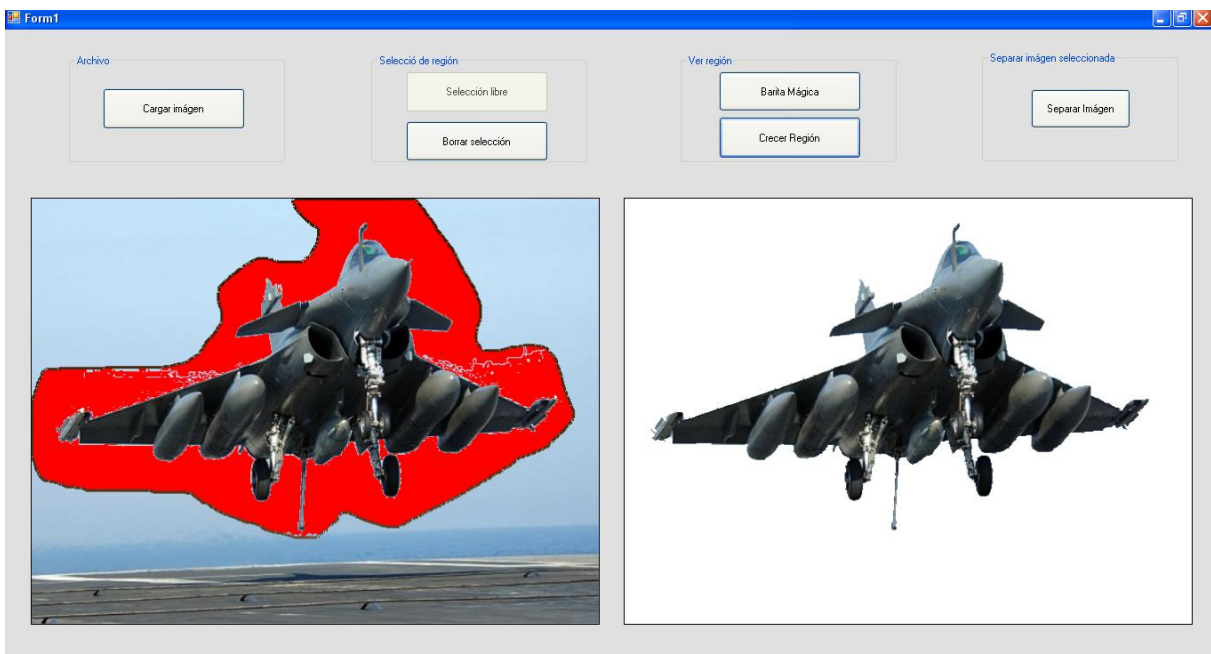 Form1
Archivo
Cargar imágen
Selecció de región
Selección libre
Borrar selección
Ver región
Barita Mágica
Crecer Región
Separar imágen seleccionada
Separar Imágen